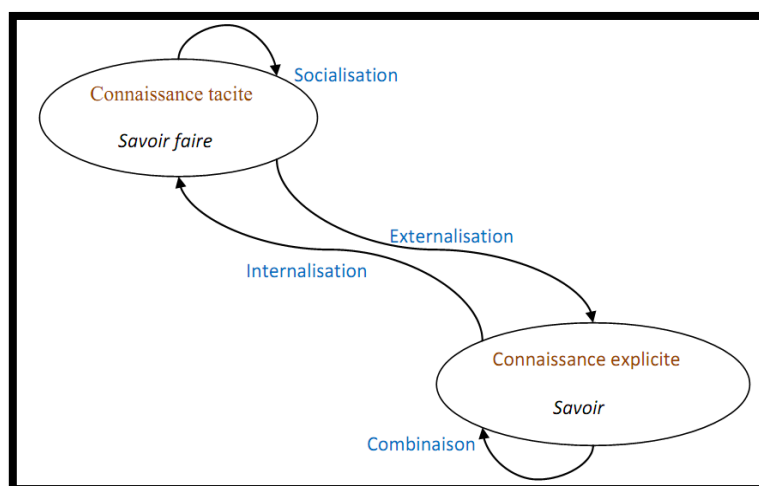 Socialisation
Connaissance tacite
Savoir faire
Externalisation
Internalisation
Connaissance explicite
Savoir
Combinaison